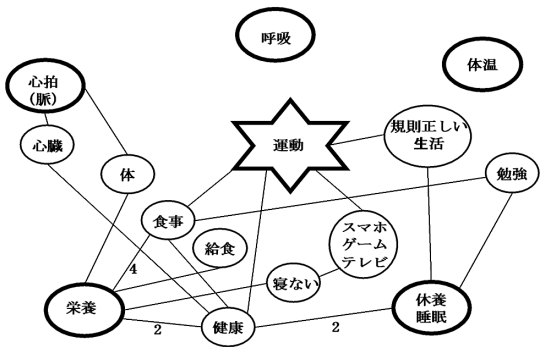 呼吸
体温
心拍
（脈）
運動
規則正しい
生活
心臓
体
勉強
食事
給食
スマホ
ゲーム
テレビ
4
寝ない
栄養
休養
睡眠
2
健康
2